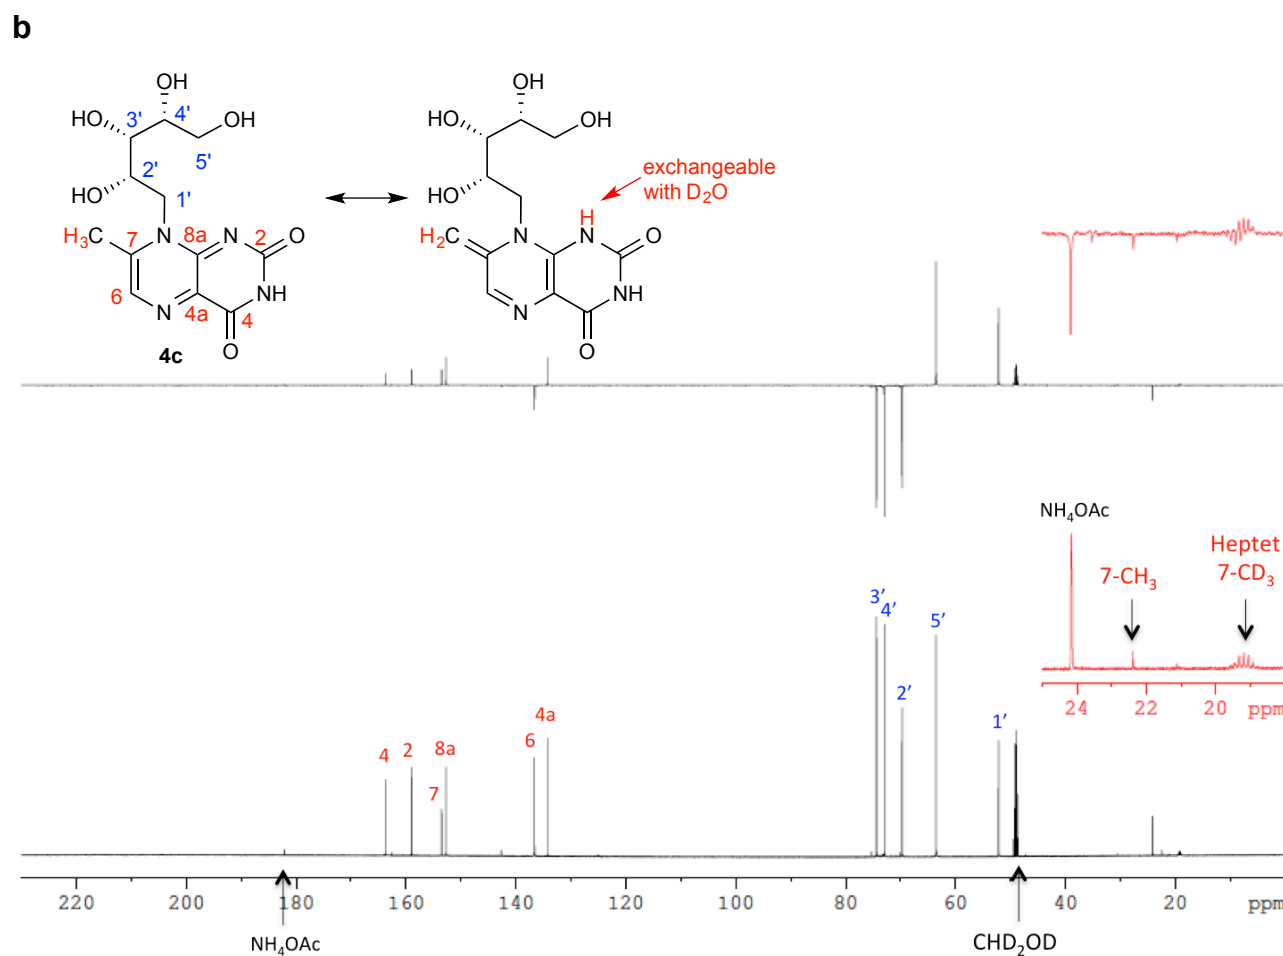 b
OH
HO
3'
4'
OH
2'
5'
HO
1'
H3C
7
N
8a
N
2
O
6
N
4a
NH
4
O
4c
OH
HO
OH
HO
exchangeable
with D2O
H
H2
N
N
O
N
NH
O
NH4OAc
7-CH3
Heptet
7-CD3
24
22
20
ppm
4
2
7
8a
6
4a
3'
4'
2'
5'
1'
220
200
180
160
140
120
100
80
60
40
20
ppm
NH4OAc
CHD2OD